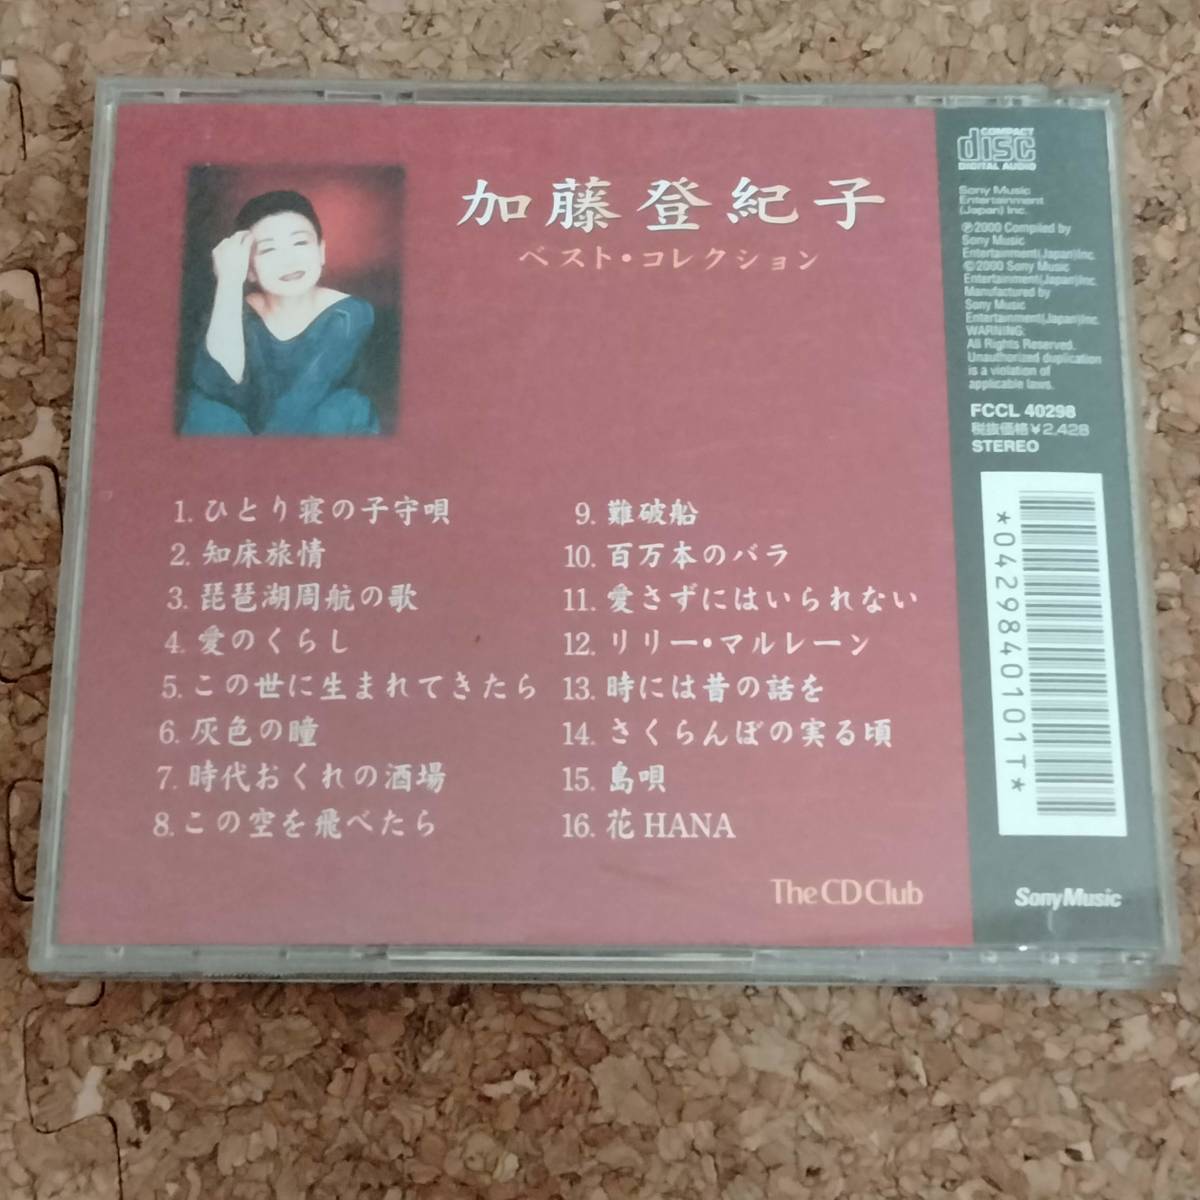 加藤登紀子
ベスト・コレクション
1. ひとり寝の子守唄
2. 知床旅情
3. 琵琶湖周航の歌
4. 愛のくらし
5. この世に生まれてきたら
6. 灰色の瞳
7. 時代おくれの酒場
8. この空を飛べたら
9. 難破船
10. 百万本のバラ
11. 愛さずにはいられない
12. リリー・マルレーン
13. 時には昔の話を
14. さくらんぼの実る頃
15. 島唄
16. 花 HANA
The CD Club
COMPACT
disc
DIGITAL AUDIO
Sony Music
Entertainment
(Japan) Inc.
℗2000 Compiled by
Sony Music
Entertainment(Japan)Inc.
©2000 Sony Music
Entertainment(Japan)Inc.
Manufactured by
Sony Music
Entertainment(Japan)Inc.
WARNING:
All Rights Reserved.
Unauthorized duplication
is a violation of
applicable laws.
FCCL 40298
税抜価格¥2,428
STEREO
*0429840101T*
Sony Music